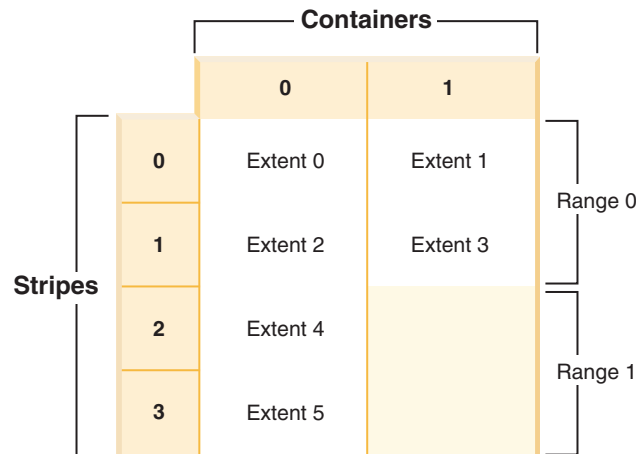 Containers
0 1
0 Extent 0 Extent 1
Range 0
1 Extent 2 Extent 3
Stripes
2 Extent 4
Range 1
3 Extent 5